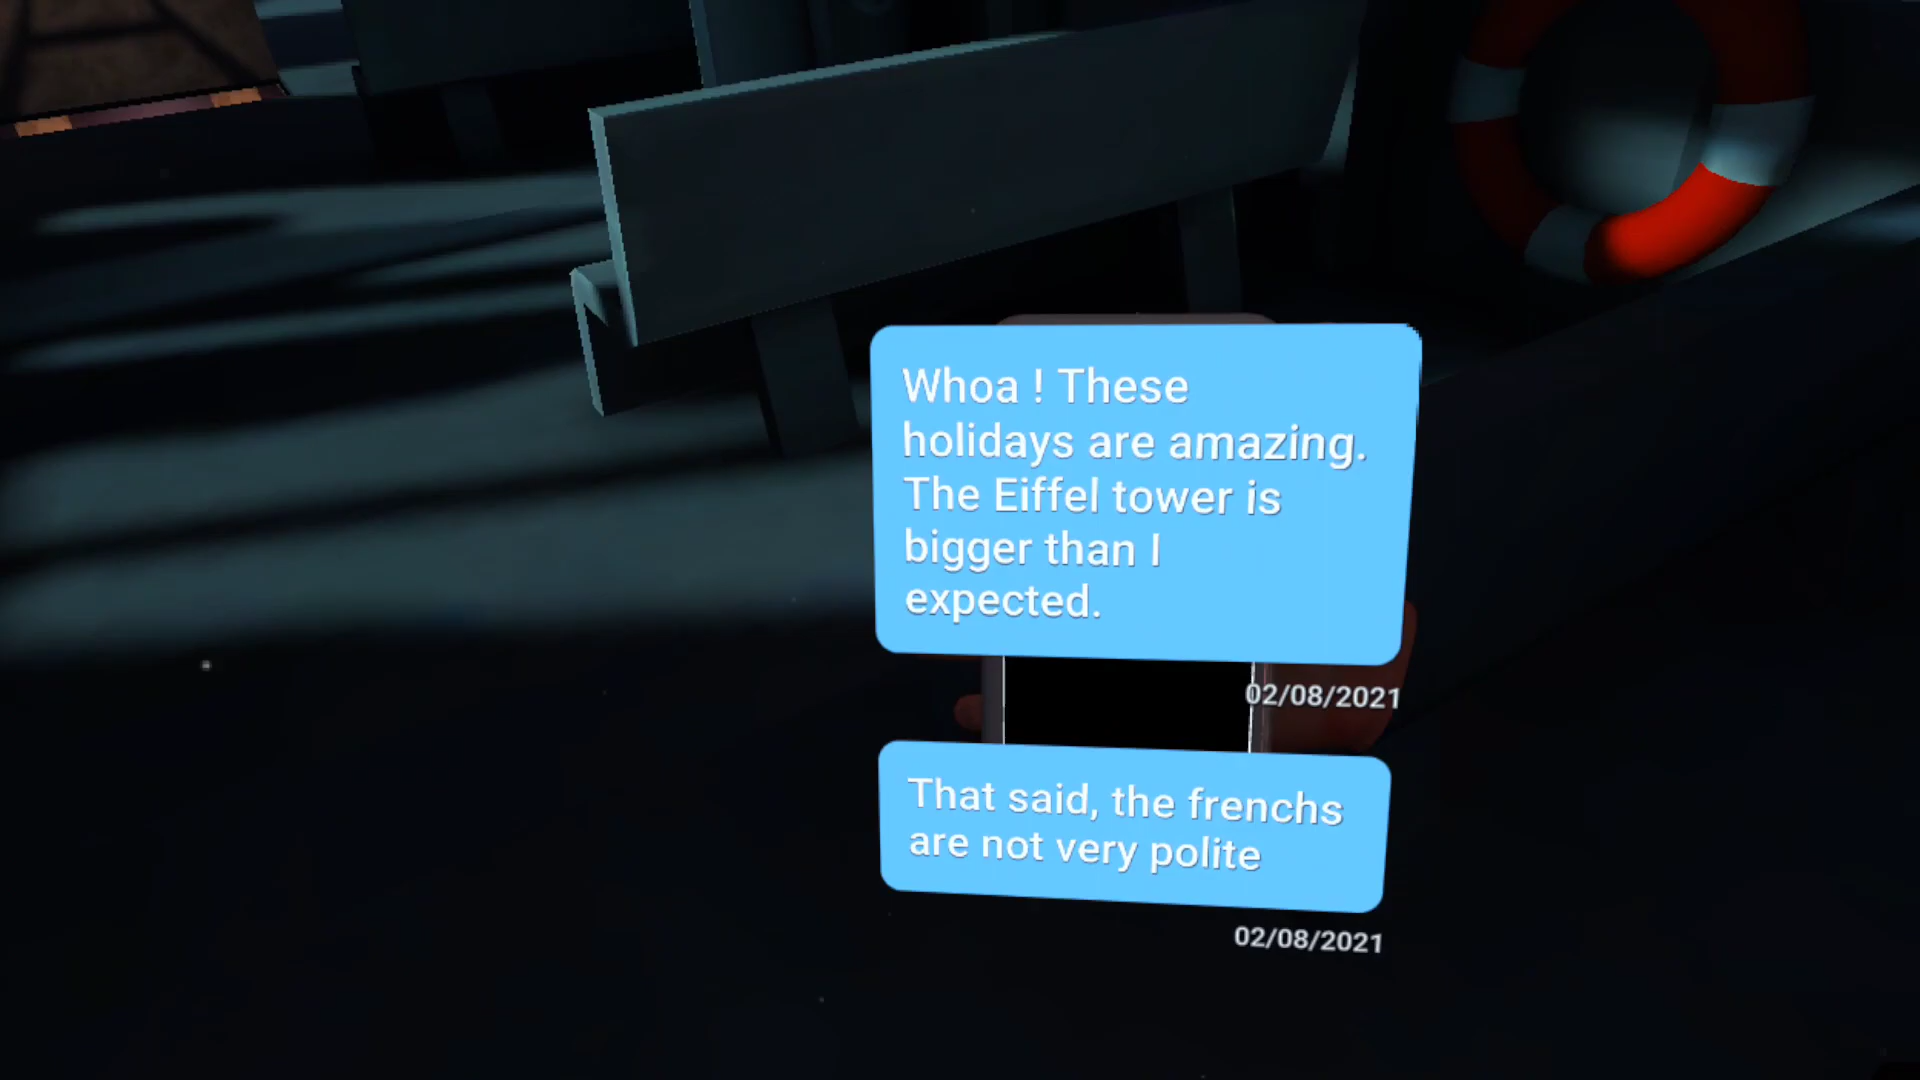 Whoa ! These
holidays are amazing.
The Eiffel tower is
bigger than I
expected.
02/08/2021
That said, the frenchs
are not very polite
02/08/2021